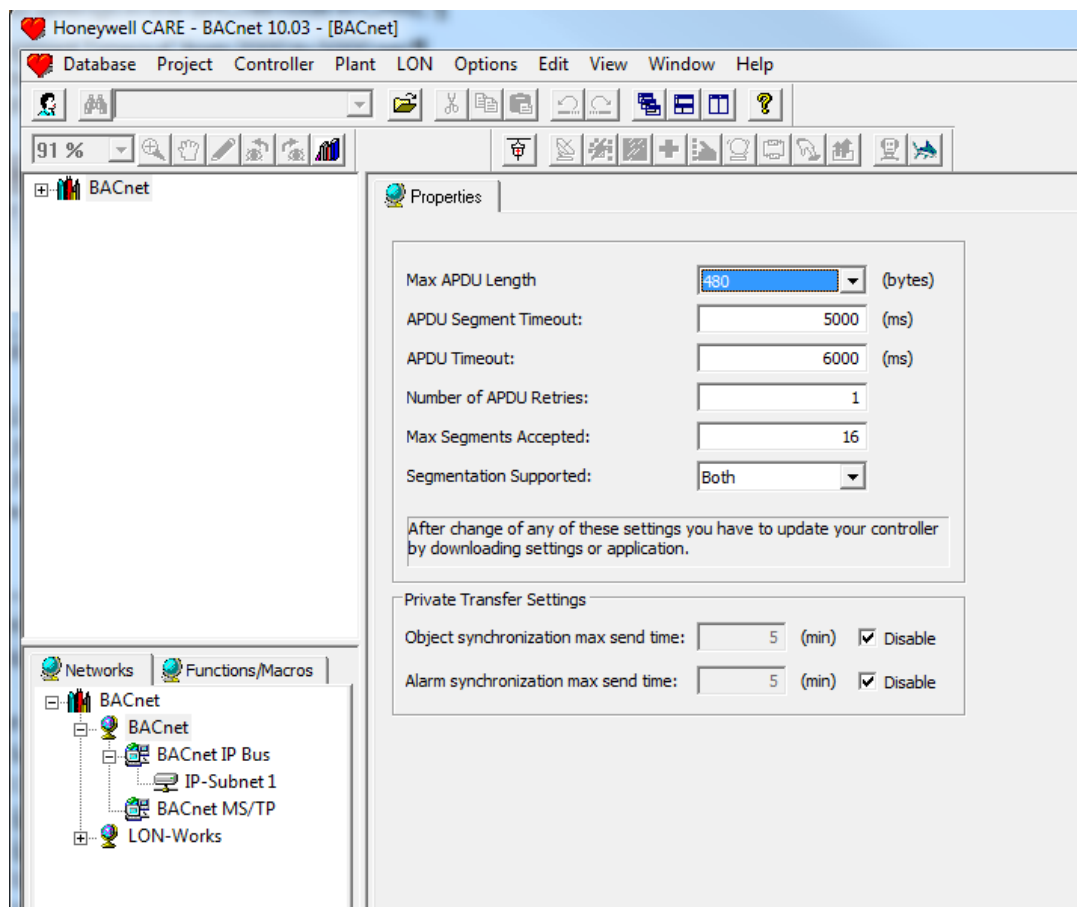 Honeywell CARE - BACnet 10.03 - [BACnet]
Database Project Controller Plant LON Options Edit View Window Help
91 %
BACnet
Properties
Max APDU Length 480 (bytes)
APDU Segment Timeout: 5000 (ms)
APDU Timeout: 6000 (ms)
Number of APDU Retries: 1
Max Segments Accepted: 16
Segmentation Supported: Both
After change of any of these settings you have to update your controller
by downloading settings or application.
Private Transfer Settings
Object synchronization max send time: 5 (min) Disable
Alarm synchronization max send time: 5 (min) Disable
Networks Functions/Macros
BACnet
BACnet
BACnet IP Bus
IP-Subnet 1
BACnet MS/TP
LON-Works